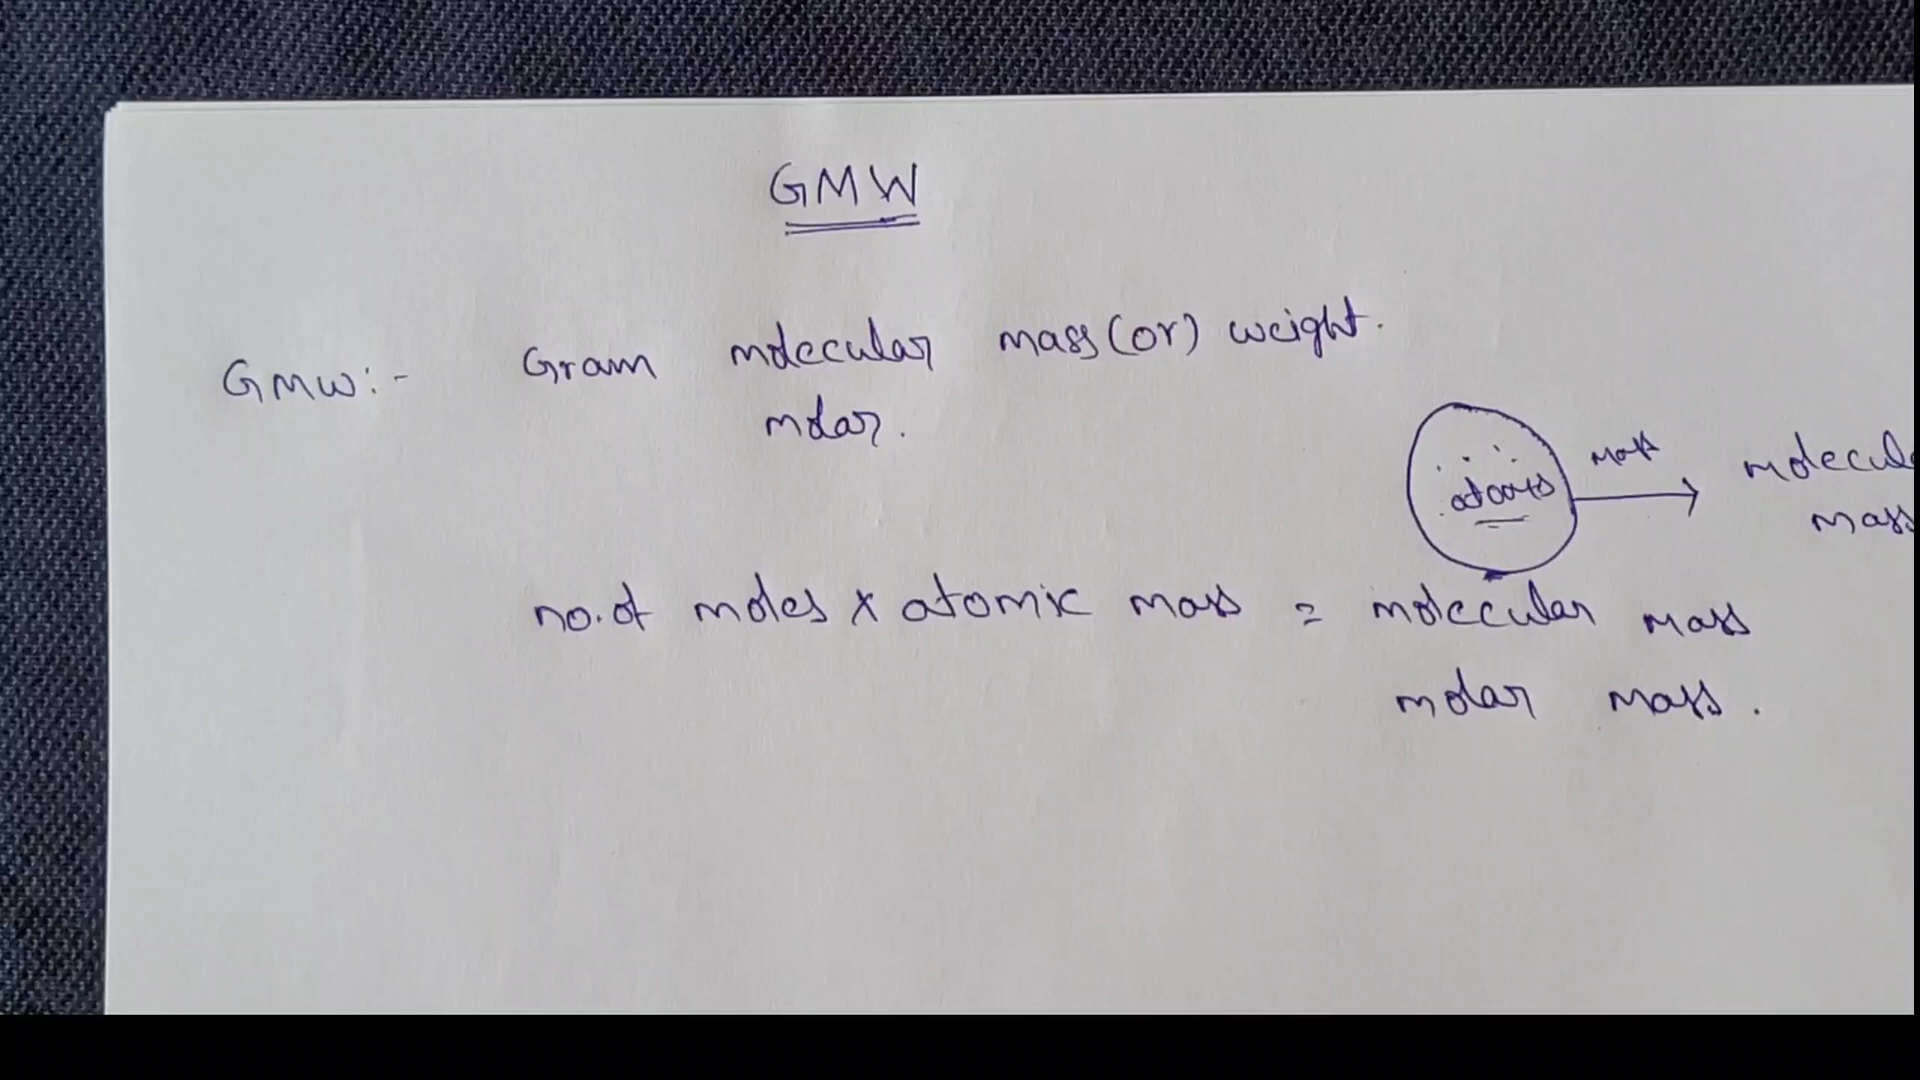 GMW
GMW:- Gram molecular mass (or) weight.
molar.
atoms
mass
molecul
mass
no. of moles x atomic mass = molecular mass
molar mass.